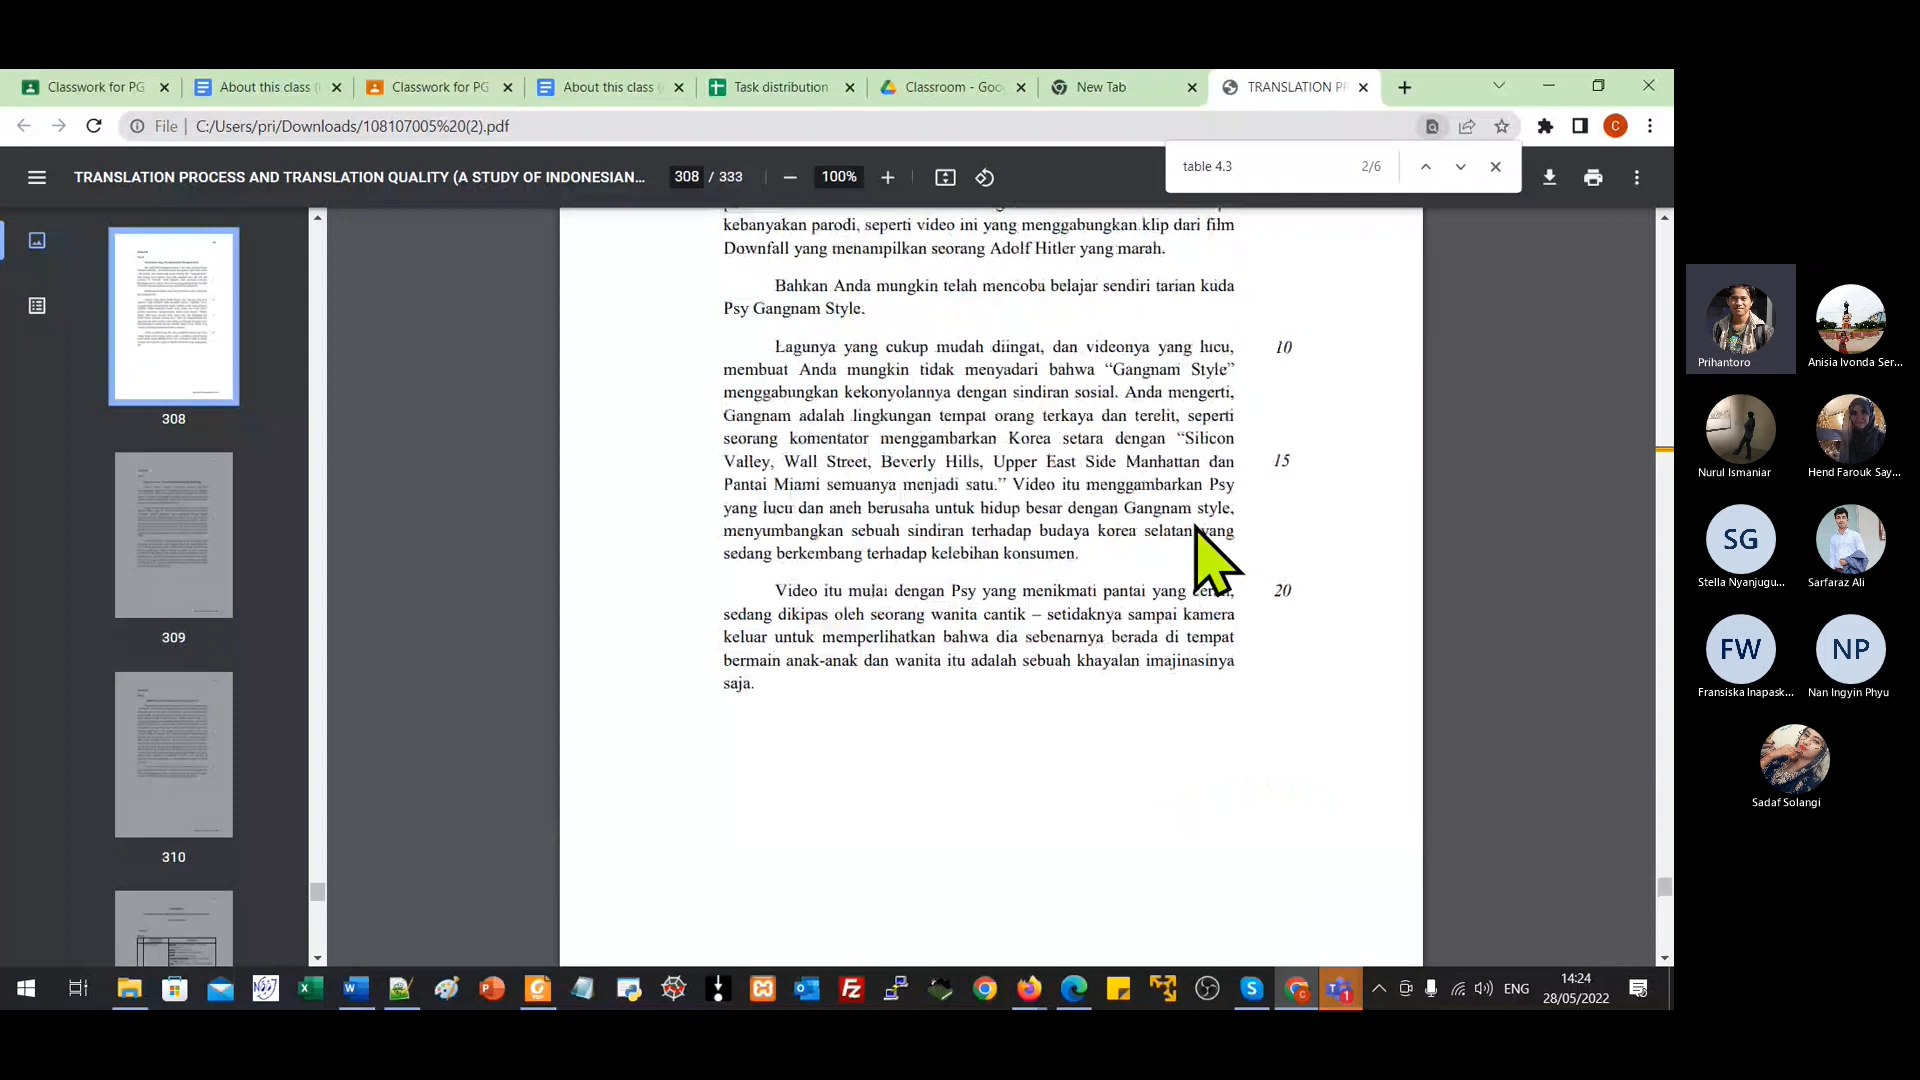 Classwork for PG
About this class (
Classwork for PG
About this class (
Task distribution
Classroom - Goo
New Tab
TRANSLATION PR
File | C:/Users/pri/Downloads/108107005%20(2).pdf
table 4.3
2/6
TRANSLATION PROCESS AND TRANSLATION QUALITY (A STUDY OF INDONESIAN...
308 / 333
100%
308
309
310
kebanyakan parodi, seperti video ini yang menggabungkan klip dari film
Downfall yang menampilkan seorang Adolf Hitler yang marah.
Bahkan Anda mungkin telah mencoba belajar sendiri tarian kuda
Psy Gangnam Style.
Lagunya yang cukup mudah diingat, dan videonya yang lucu, 10
membuat Anda mungkin tidak menyadari bahwa “Gangnam Style”
menggabungkan kekonyolannya dengan sindiran sosial. Anda mengerti,
Gangnam adalah lingkungan tempat orang terkaya dan terelit, seperti
seorang komentator menggambarkan Korea setara dengan “Silicon
Valley, Wall Street, Beverly Hills, Upper East Side Manhattan dan 15
Pantai Miami semuanya menjadi satu.” Video itu menggambarkan Psy
yang lucu dan aneh berusaha untuk hidup besar dengan Gangnam style,
menyumbangkan sebuah sindiran terhadap budaya korea selatan yang
sedang berkembang terhadap kelebihan konsumen.
Video itu mulai dengan Psy yang menikmati pantai yang 20
sedang dikipas oleh seorang wanita cantik – setidaknya sampai kamera
keluar untuk memperlihatkan bahwa dia sebenarnya berada di tempat
bermain anak-anak dan wanita itu adalah sebuah khayalan imajinasinya
saja.
Prihantoro
Anisia Ivonda Ser...
Nurul Ismaniar
Hend Farouk Say...
SG
Stella Nyanjugu...
Sarfaraz Ali
FW
Fransiska Inapask...
NP
Nan Ingyin Phyu
Sadaf Solangi
ENG
14:24
28/05/2022